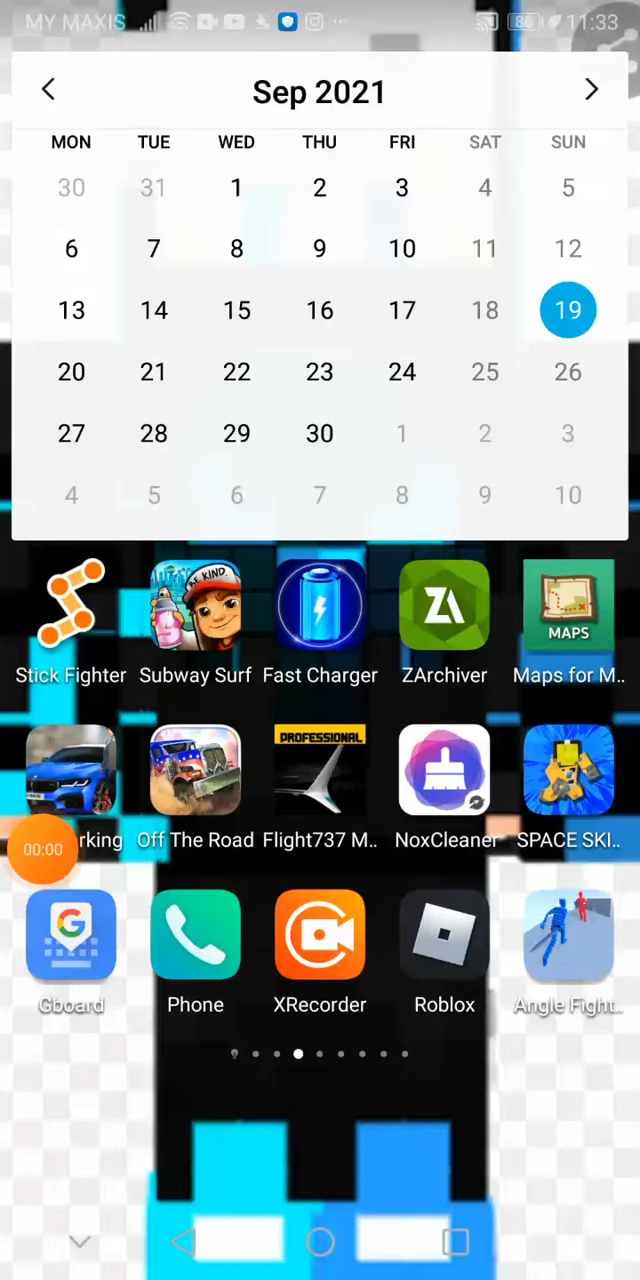 MY MAXIS 86 11:33
Sep 2021
MON TUE WED THU FRI SAT SUN
30 31 1 2 3 4 5
6 7 8 9 10 11 12
13 14 15 16 17 18 19
20 21 22 23 24 25 26
27 28 29 30 1 2 3
4 5 6 7 8 9 10
BE KIND.
MAPS
Stick Fighter Subway Surf Fast Charger ZArchiver Maps for M..
PROFESSIONAL
00:00 rking Off The Road Flight737 M.. NoxCleaner SPACE SKI..
Gboard Phone XRecorder Roblox Angle Fight..